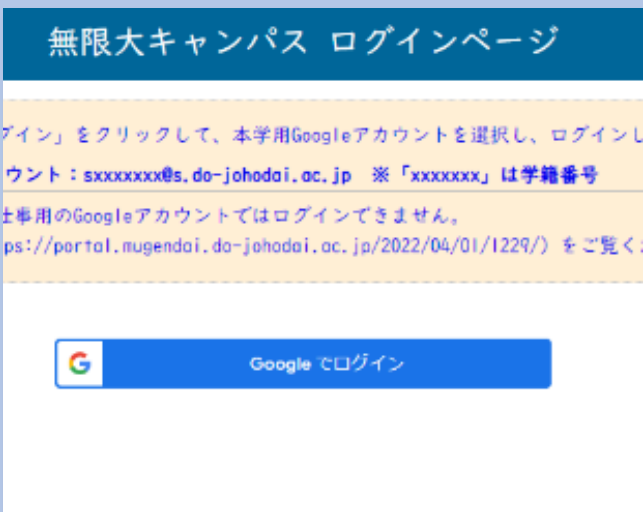 無限大キャンパス ログインページ
グイン」をクリックして、本学用Googleアカウントを選択し、ログインし
ウント：sxxxxxxx@s.do-johodai.ac.jp ※「xxxxxxx」は学籍番号
仕事用のGoogleアカウントではログインできません。
ps://portal.mugendai.do-johodai.ac.jp/2022/04/01/1229/）をご覧くだ
G
Google でログイン